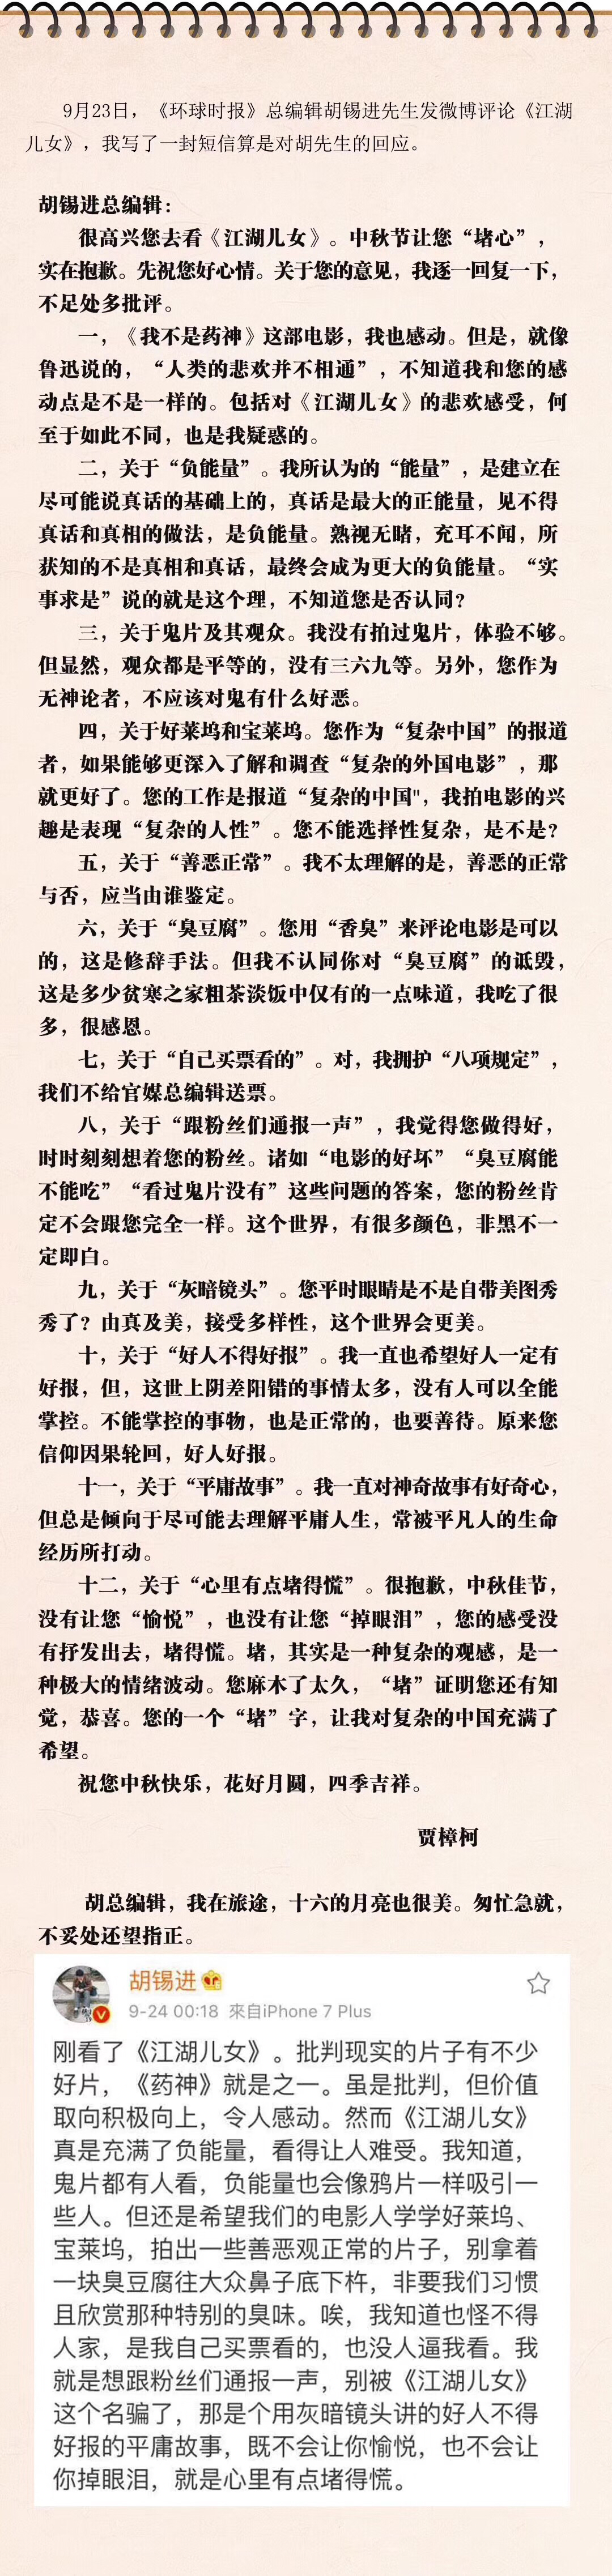 9月23日，《环球时报》总编辑胡锡进先生发微博评论《江湖
儿女》，我写了一封短信算是对胡先生的回应。
胡锡进总编辑：
很高兴您去看《江湖儿女》。中秋节让您“堵心”，
实在抱歉。先祝您好心情。关于您的意见，我逐一回复一下，
不足处多批评。
一，《我不是药神》这部电影，我也感动。但是，就像
鲁迅说的，“人类的悲欢并不相通”，不知道我和您的感
动点是不是一样的。包括对《江湖儿女》的悲欢感受，何
至于如此不同，也是我疑惑的。
二，关于“负能量”。我所认为的“能量”，是建立在
尽可能说真话的基础上的，真话是最大的正能量，见不得
真话和真相的做法，是负能量。熟视无睹，充耳不闻，所
获知的不是真相和真话，最终会成为更大的负能量。“实
事求是”说的就是这个理，不知道您是否认同？
三，关于鬼片及其观众。我没有拍过鬼片，体验不够。
但显然，观众都是平等的，没有三六九等。另外，您作为
无神论者，不应该对鬼有什么好恶。
四，关于好莱坞和宝莱坞。您作为“复杂中国”的报道
者，如果能够更深入了解和调查“复杂的外国电影”，那
就更好了。您的工作是报道“复杂的中国"，我拍电影的兴
趣是表现“复杂的人性”。您不能选择性复杂，是不是？
五，关于“善恶正常”。我不太理解的是，善恶的正常
与否，应当由谁鉴定。
六，关于“臭豆腐”。您用“香臭”来评论电影是可以
的，这是修辞手法。但我不认同你对“臭豆腐”的诋毁，
这是多少贫寒之家粗茶淡饭中仅有的一点味道，我吃了很
多，很感恩。
七，关于“自己买票看的”。对，我拥护“八项规定”，
我们不给官媒总编辑送票。
八，关于“跟粉丝们通报一声”，我觉得您做得好，
时时刻刻想着您的粉丝。诸如“电影的好坏”“臭豆腐能
不能吃”“看过鬼片没有”这些问题的答案，您的粉丝肯
定不会跟您完全一样。这个世界，有很多颜色，非黑不一
定即白。
九，关于“灰暗镜头”。您平时眼睛是不是自带美图秀
秀了？由真及美，接受多样性，这个世界会更美。
十，关于“好人不得好报”。我一直也希望好人一定有
好报，但，这世上阴差阳错的事情太多，没有人可以全能
掌控。不能掌控的事物，也是正常的，也要善待。原来您
信仰因果轮回，好人好报。
十一，关于“平庸故事”。我一直对神奇故事有好奇心，
但总是倾向于尽可能去理解平庸人生，常被平凡人的生命
经历所打动。
十二，关于“心里有点堵得慌”。很抱歉，中秋佳节，
没有让您“愉悦”，也没有让您“掉眼泪”，您的感受没
有抒发出去，堵得慌。堵，其实是一种复杂的观感，是一
种极大的情绪波动。您麻木了太久，“堵”证明您还有知
觉，恭喜。您的一个“堵”字，让我对复杂的中国充满了
希望。
祝您中秋快乐，花好月圆，四季吉祥。
贾樟柯
胡总编辑，我在旅途，十六的月亮也很美。匆忙急就，
不妥处还望指正。
胡锡进
9-24 00:18 來自iPhone 7 Plus
刚看了《江湖儿女》。批判现实的片子有不少
好片，《药神》就是之一。虽是批判，但价值
取向积极向上，令人感动。然而《江湖儿女》
真是充满了负能量，看得让人难受。我知道，
鬼片都有人看，负能量也会像鸦片一样吸引一
些人。但还是希望我们的电影人学学好莱坞、
宝莱坞，拍出一些善恶观正常的片子，别拿着
一块臭豆腐往大众鼻子底下杵，非要我们习惯
且欣赏那种特别的臭味。唉，我知道也怪不得
人家，是我自己买票看的，也没人逼我看。我
就是想跟粉丝们通报一声，别被《江湖儿女》
这个名骗了，那是个用灰暗镜头讲的好人不得
好报的平庸故事，既不会让你愉悦，也不会让
你掉眼泪，就是心里有点堵得慌。